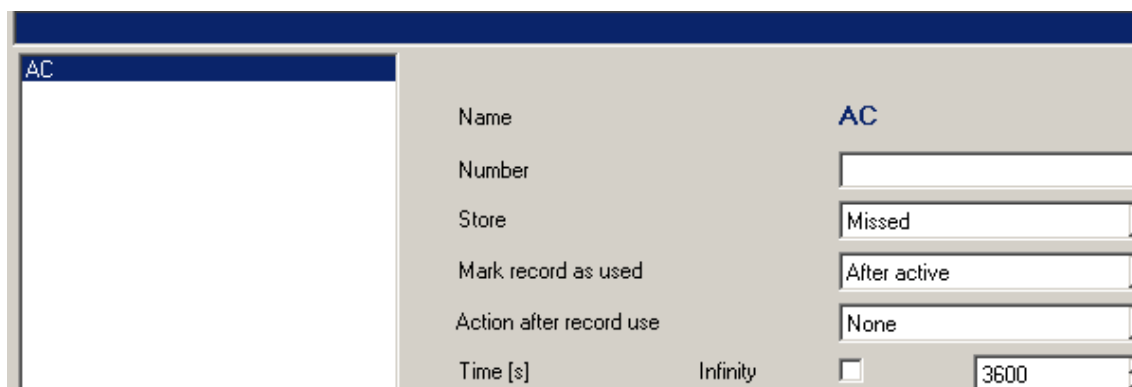 AC
Name AC
Number
Store Missed
Mark record as used After active
Action after record use None
Time [s] Infinity 3600